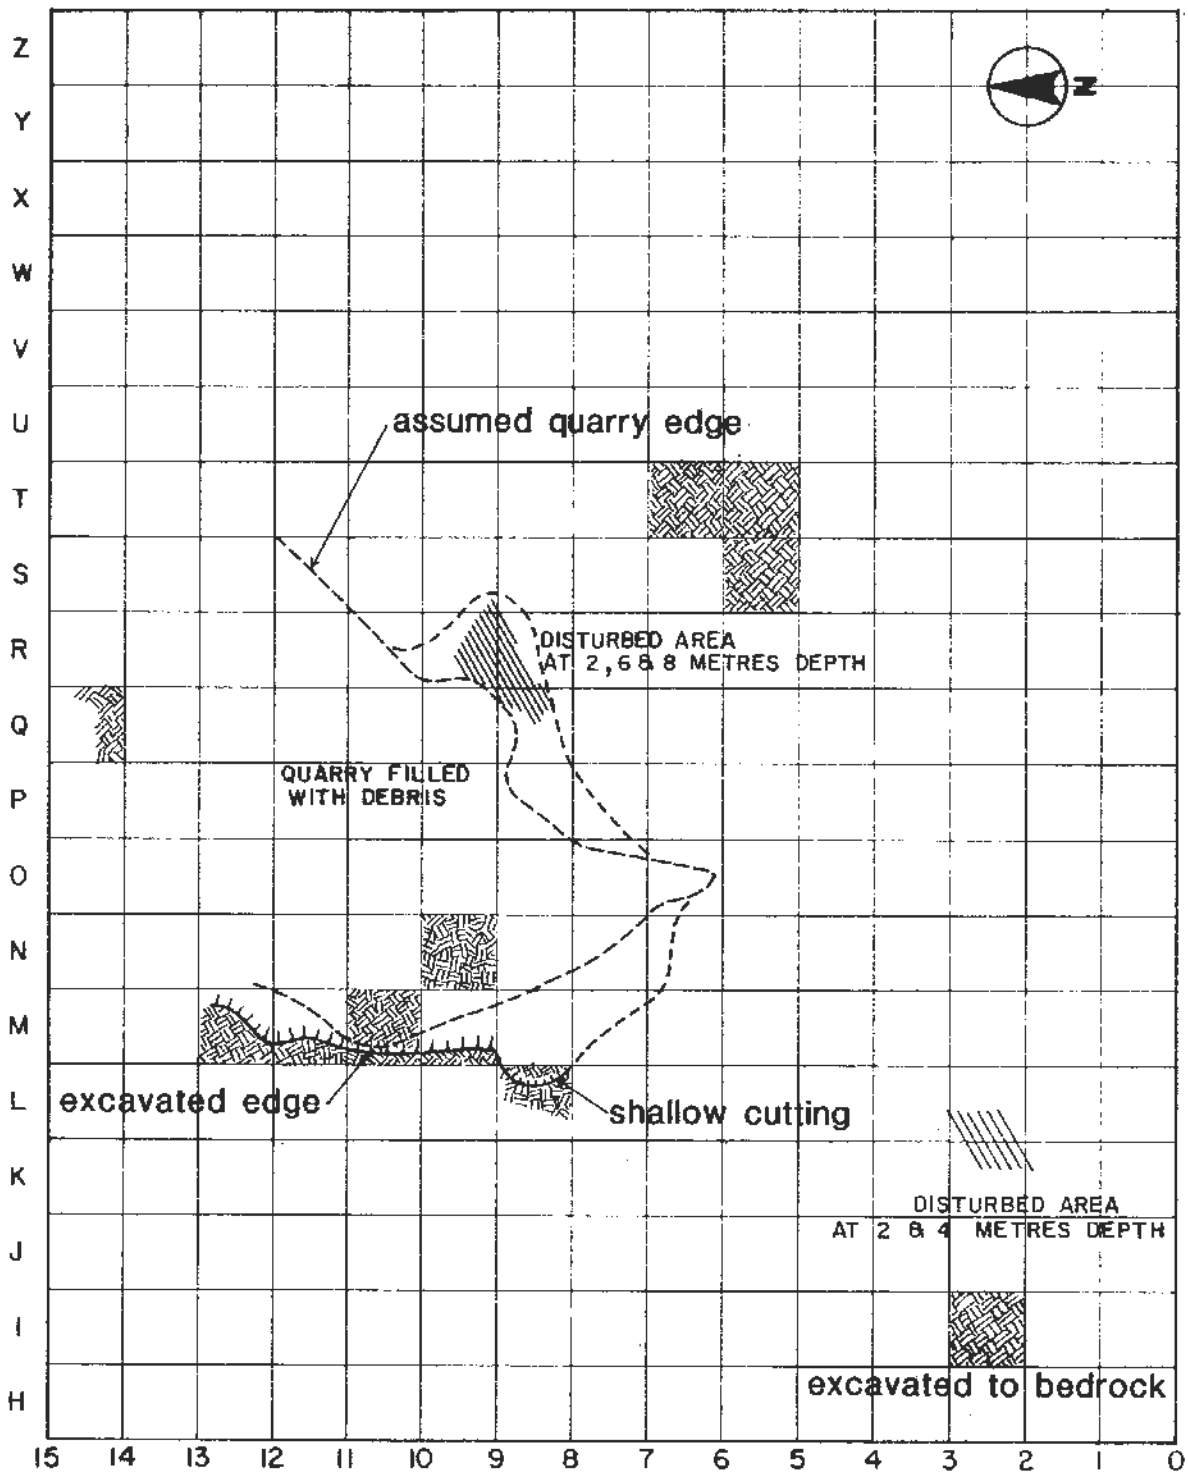 Z
Y
X
W
V
U
T
S
R
Q
P
O
N
M
L
K
J
I
H
N
assumed quarry edge
DISTURBED AREA
AT 2, 6 & 8 METRES DEPTH
QUARRY FILLED
WITH DEBRIS
excavated edge
shallow cutting
DISTURBED AREA
AT 2 & 4 METRES DEPTH
excavated to bedrock
15 14 13 12 11 10 9 8 7 6 5 4 3 2 1 0